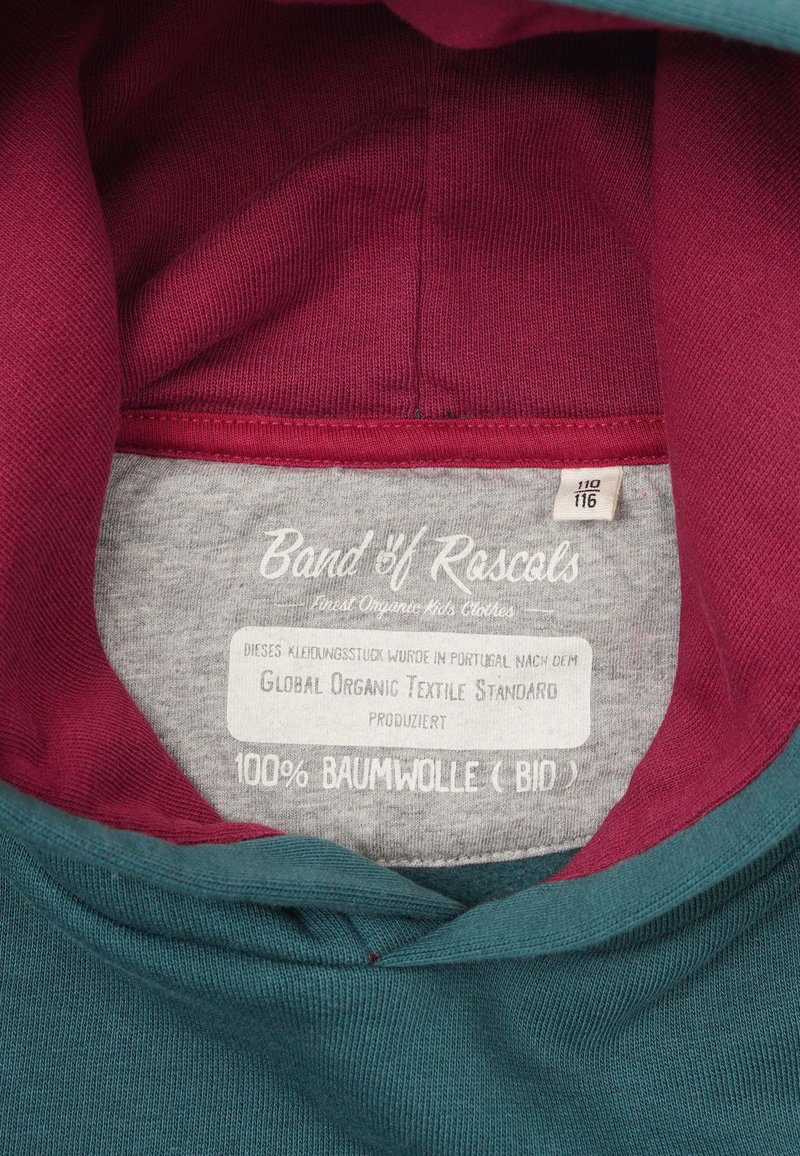 110
116
Band of Rascals
Finest Organic Kids Clothes
DIESES KLEIDUNGSSTÜCK WURDE IN PORTUGAL NACH DEM
GLOBAL ORGANIC TEXTILE STANDARD
PRODUZIERT
100% BAUMWOLLE ( BIO )